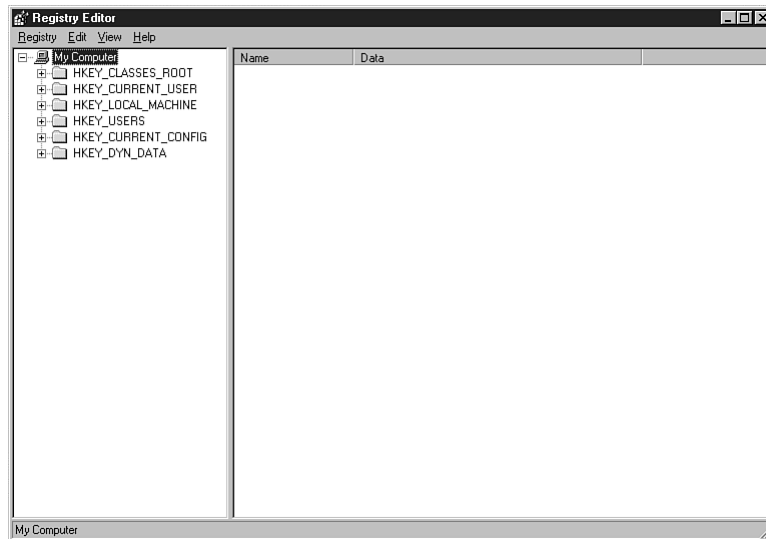 Registry Editor
Registry Edit View Help
My Computer
HKEY_CLASSES_ROOT
HKEY_CURRENT_USER
HKEY_LOCAL_MACHINE
HKEY_USERS
HKEY_CURRENT_CONFIG
HKEY_DYN_DATA
Name Data
My Computer